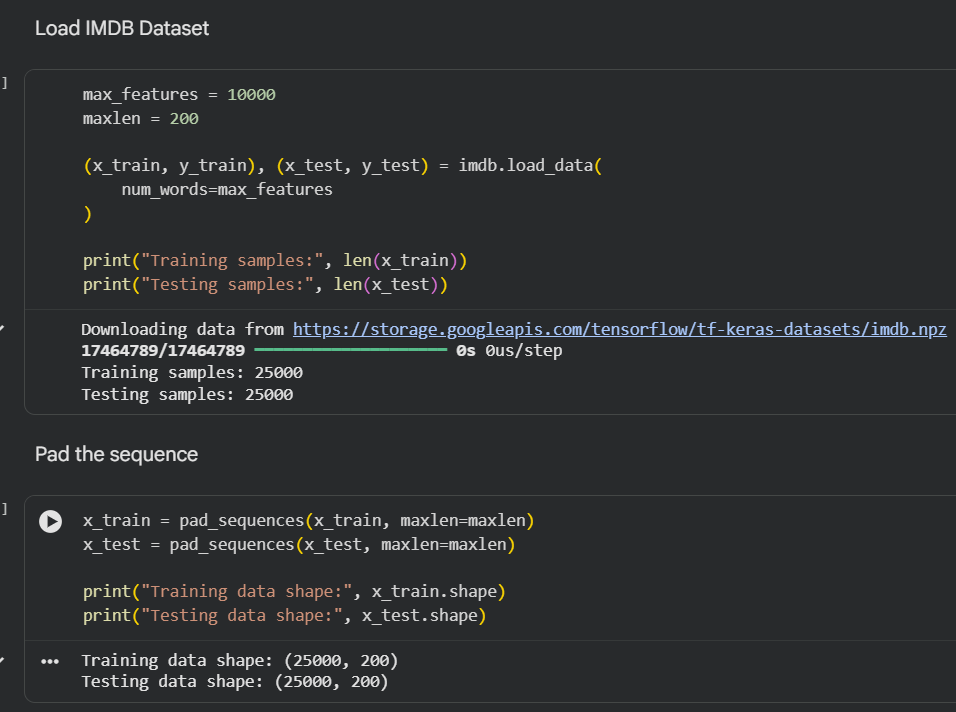 Load IMDB Dataset
]
max_features = 10000
maxlen = 200
(x_train, y_train), (x_test, y_test) = imdb.load_data(
    num_words=max_features
)
print("Training samples:", len(x_train))
print("Testing samples:", len(x_test))
Downloading data from https://storage.googleapis.com/tensorflow/tf-keras-datasets/imdb.npz
17464789/17464789 ━━━━━━━━━━━━━━━━━━━━ 0s 0us/step
Training samples: 25000
Testing samples: 25000
Pad the sequence
]
x_train = pad_sequences(x_train, maxlen=maxlen)
x_test = pad_sequences(x_test, maxlen=maxlen)
print("Training data shape:", x_train.shape)
print("Testing data shape:", x_test.shape)
Training data shape: (25000, 200)
Testing data shape: (25000, 200)